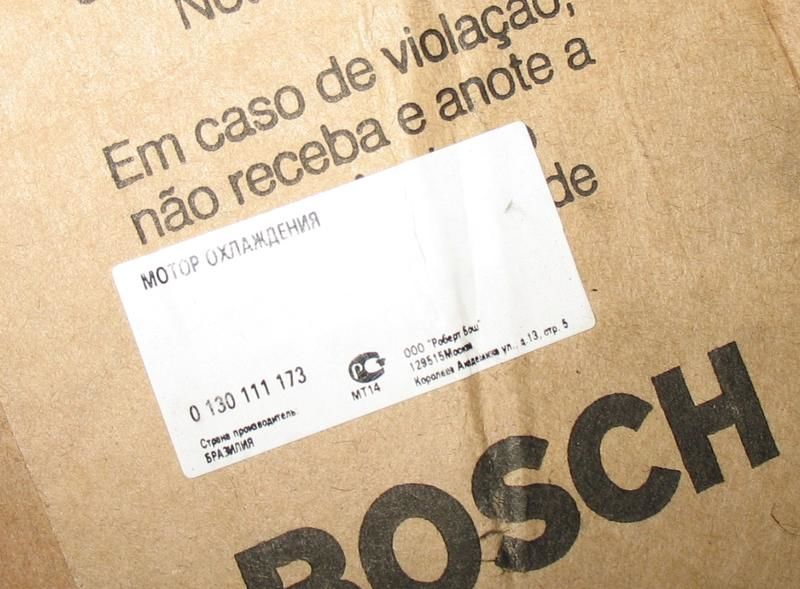 Em caso de violação,
não receba e anote a
de
МОТОР ОХЛАЖДЕНИЯ
0 130 111 173
Страна производитель:
БРАЗИЛИЯ
РС
МТ14
ООО "Роберт Бош"
129515Москва
Королева Академика ул., д.13, стр. 5
BOSCH